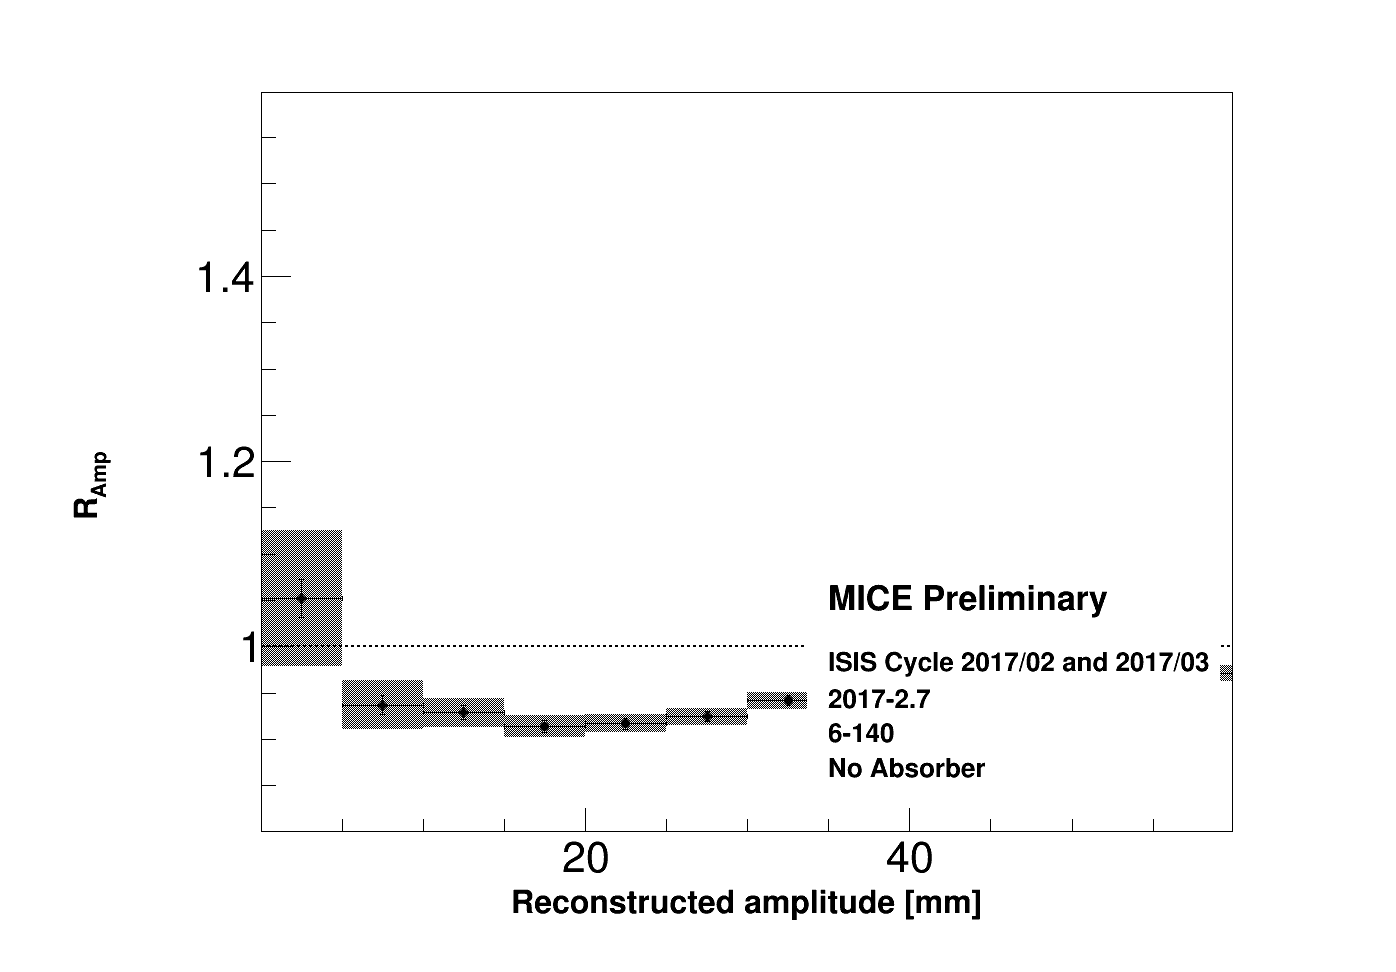 1.4
1.2
R_Amp
1
MICE Preliminary
ISIS Cycle 2017/02 and 2017/03
2017-2.7
6-140
No Absorber
20 40
Reconstructed amplitude [mm]